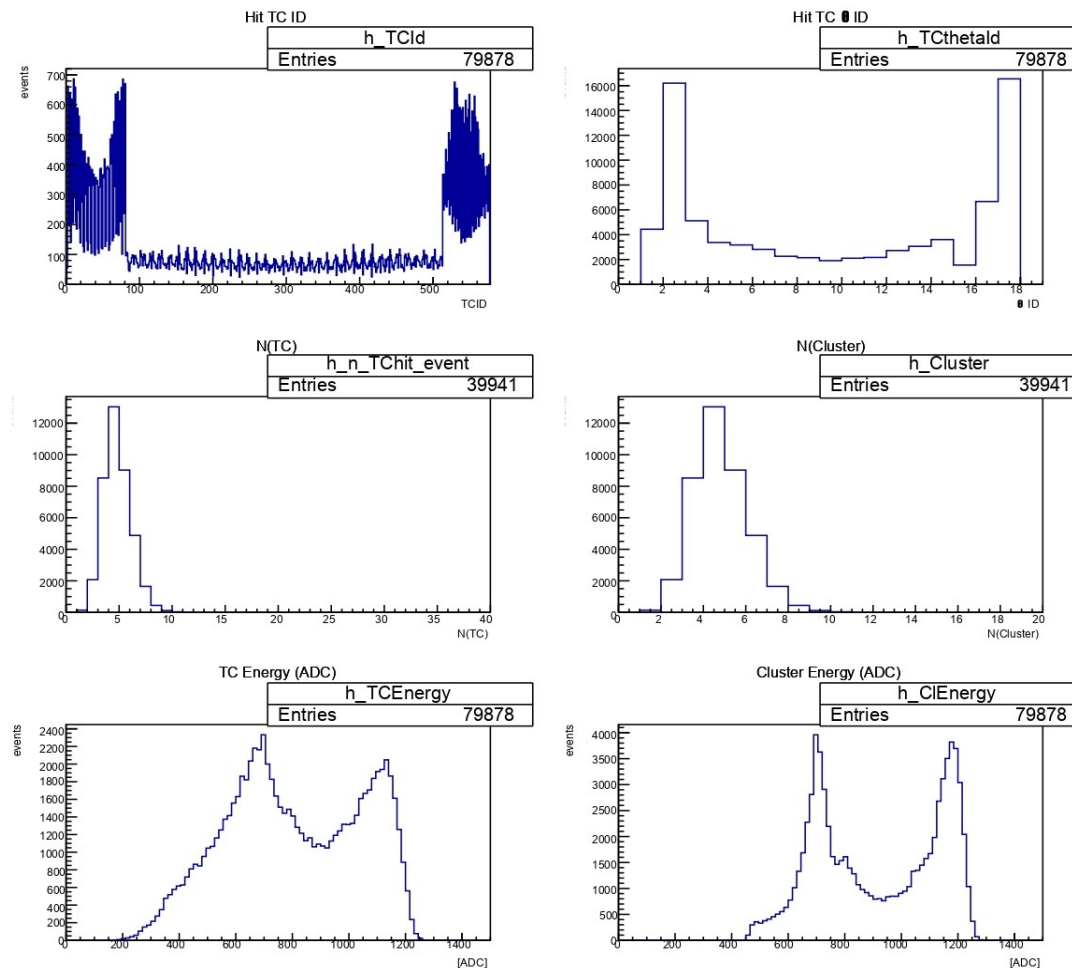 Hit TC ID
h_TCId
Entries 79878
events
700
600
500
400
300
200
100
0
0 100 200 300 400 500
TCID
Hit TC ID
h_TCthetaId
Entries 79878
16000
14000
12000
10000
8000
6000
4000
2000
0
0 2 4 6 8 10 12 14 16 18
ID
N(TC)
h_n_TChit_event
Entries 39941
12000
10000
8000
6000
4000
2000
0
0 5 10 15 20 25 30 35 40
N(TC)
N(Cluster)
h_Cluster
Entries 39941
12000
10000
8000
6000
4000
2000
0
0 2 4 6 8 10 12 14 16 18 20
N(Cluster)
TC Energy (ADC)
h_TCEnergy
Entries 79878
events
2400
2200
2000
1800
1600
1400
1200
1000
800
600
400
200
0
200 400 600 800 1000 1200 1400
[ADC]
Cluster Energy (ADC)
h_ClEnergy
Entries 79878
events
4000
3500
3000
2500
2000
1500
1000
500
0
0 200 400 600 800 1000 1200 1400
[ADC]